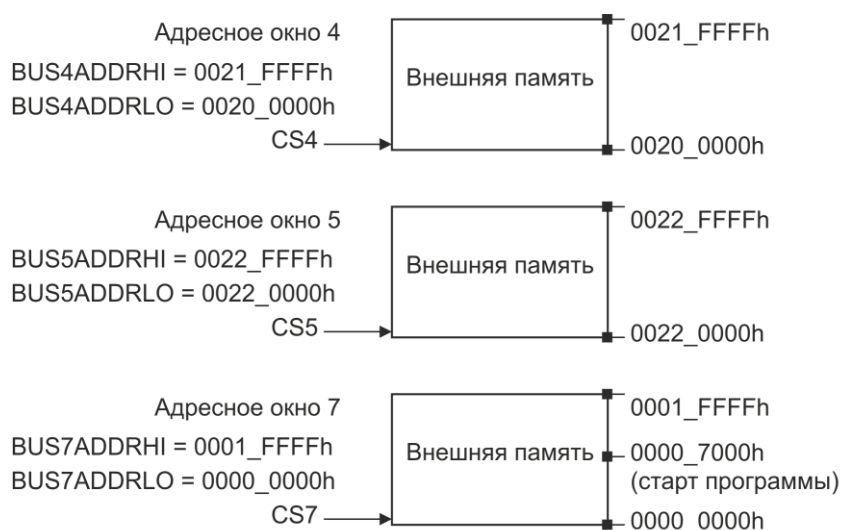 Адресное окно 4
BUS4ADDRHI = 0021_FFFFh
BUS4ADDRLO = 0020_0000h
CS4
Внешняя память
0021_FFFFh
0020_0000h
Адресное окно 5
BUS5ADDRHI = 0022_FFFFh
BUS5ADDRLO = 0022_0000h
CS5
Внешняя память
0022_FFFFh
0022_0000h
Адресное окно 7
BUS7ADDRHI = 0001_FFFFh
BUS7ADDRLO = 0000_0000h
CS7
Внешняя память
0001_FFFFh
0000_7000h
(старт программы)
0000_0000h